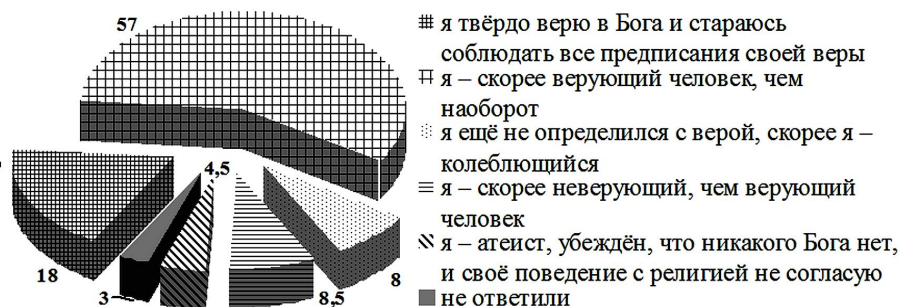 57
я твёрдо верю в Бога и стараюсь
соблюдать все предписания своей веры
я – скорее верующий человек, чем
наоборот
я ещё не определился с верой, скорее я –
колеблющийся
я – скорее неверующий, чем верующий
человек
я – атеист, убеждён, что никакого Бога нет,
и своё поведение с религией не согласую
не ответили
4,5
18
3
8,5
8